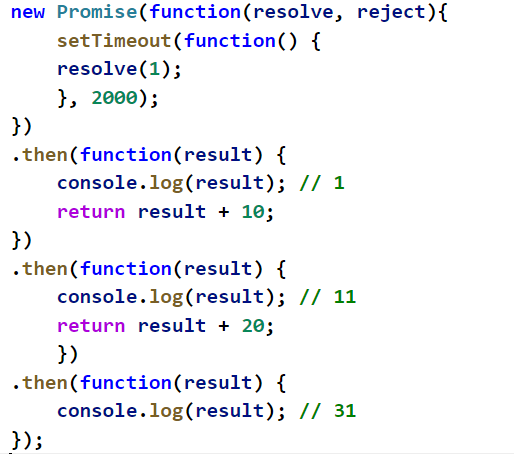 new Promise(function(resolve, reject){
    setTimeout(function() {
    resolve(1);
    }, 2000);
})
.then(function(result) {
    console.log(result); // 1
    return result + 10;
})
.then(function(result) {
    console.log(result); // 11
    return result + 20;
    })
.then(function(result) {
    console.log(result); // 31
});